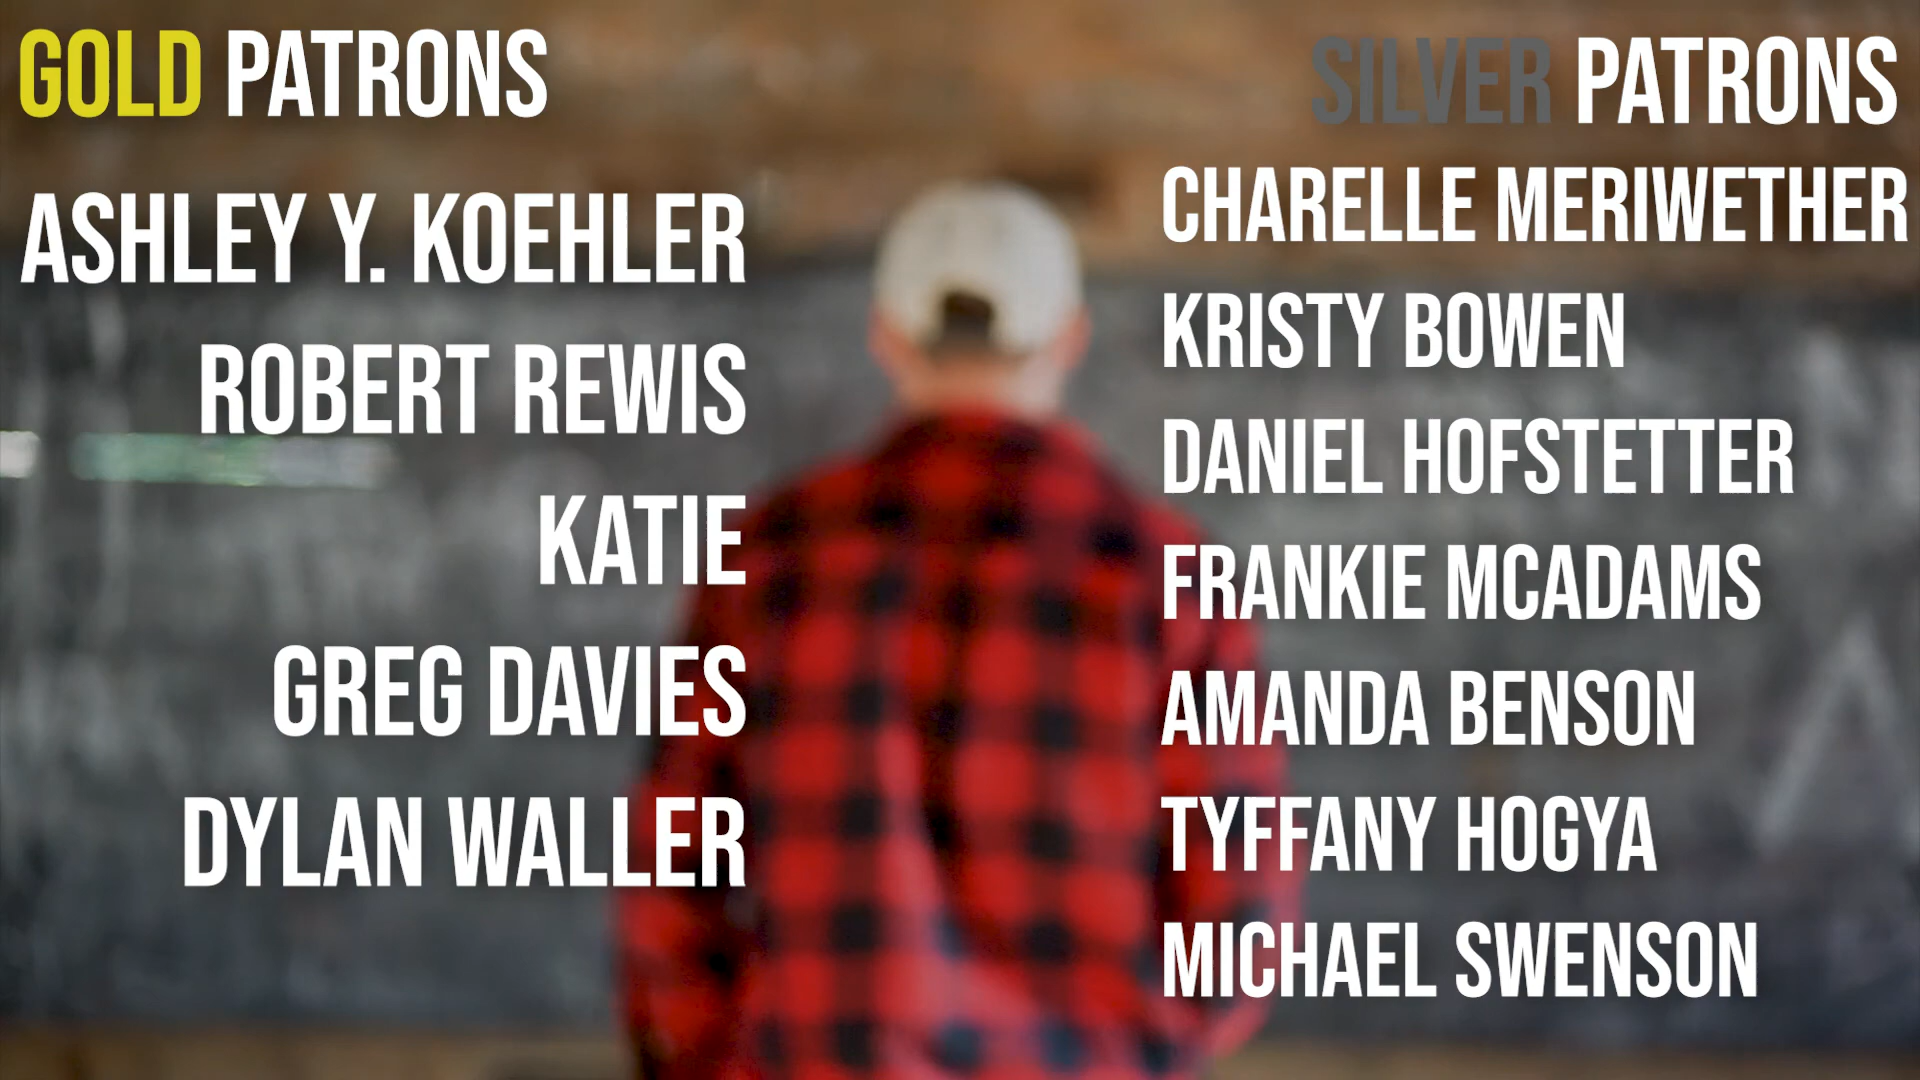 GOLD PATRONS
ASHLEY Y. KOEHLER
ROBERT REWIS
KATIE
GREG DAVIES
DYLAN WALLER
SILVER PATRONS
CHARELLE MERIWETHER
KRISTY BOWEN
DANIEL HOFSTETTER
FRANKIE MCADAMS
AMANDA BENSON
TYFFANY HOGYA
MICHAEL SWENSON